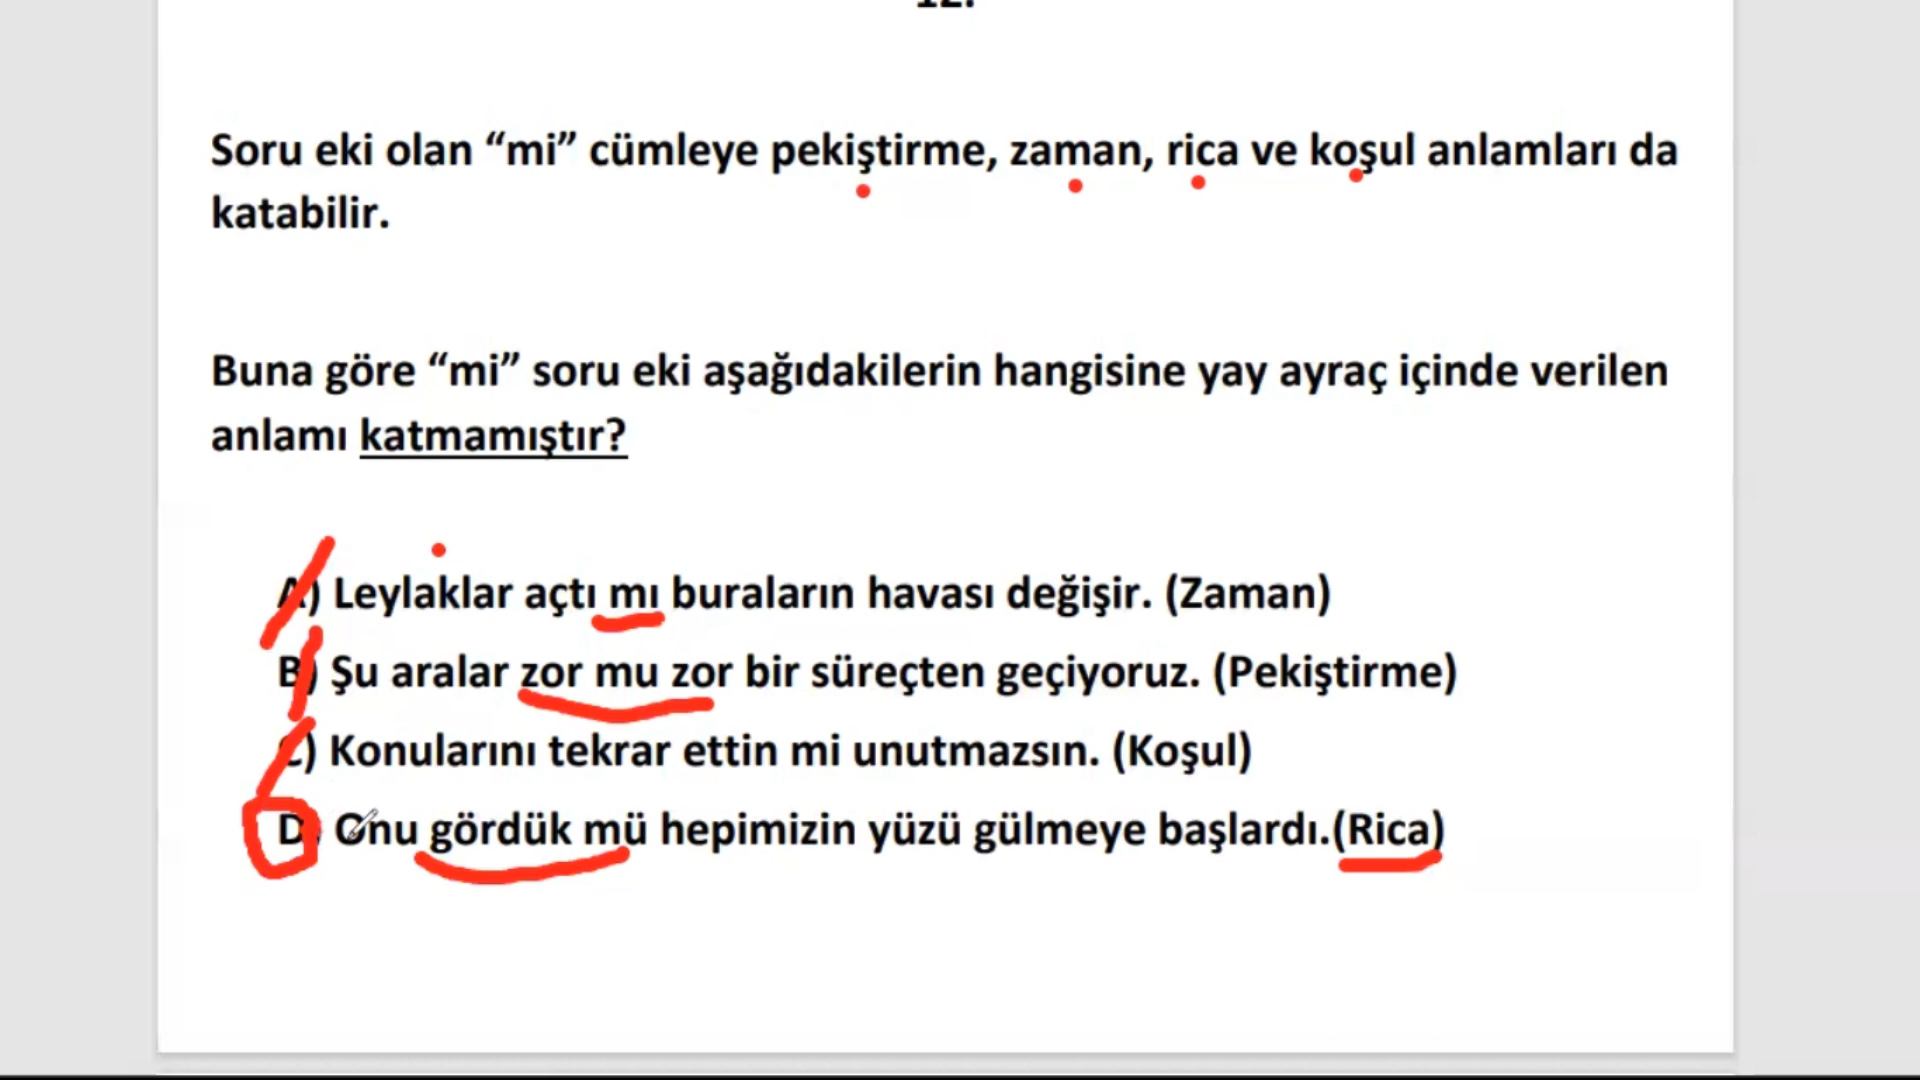 12.
Soru eki olan “mi” cümleye pekiştirme, zaman, rica ve koşul anlamları da
katabilir.
Buna göre “mi” soru eki aşağıdakilerin hangisine yay ayraç içinde verilen
anlamı katmamıştır?
A) Leylaklar açtı mı buraların havası değişir. (Zaman)
B) Şu aralar zor mu zor bir süreçten geçiyoruz. (Pekiştirme)
C) Konularını tekrar ettin mi unutmazsın. (Koşul)
D) Onu gördük mü hepimizin yüzü gülmeye başlardı.(Rica)